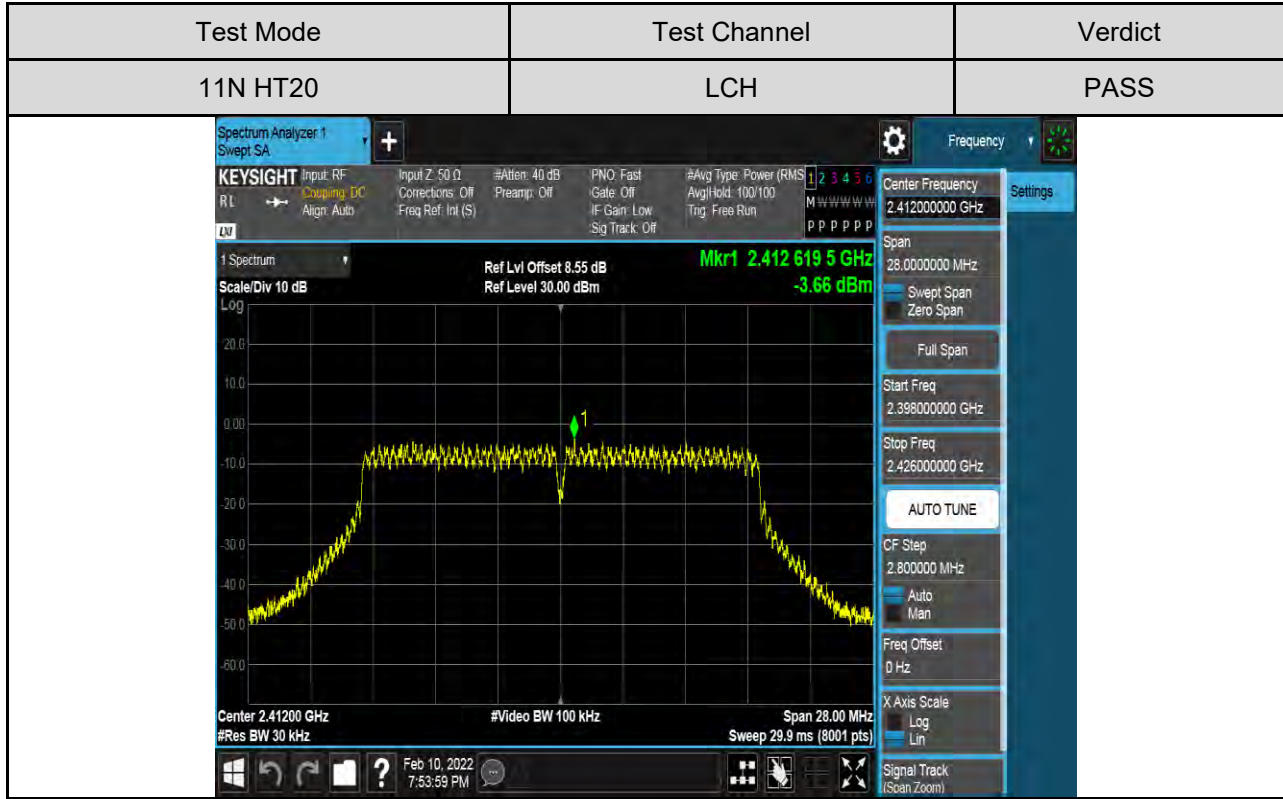 Test Mode Test Channel Verdict
11N HT20 LCH PASS
Spectrum Analyzer 1
Swept SA
+
Frequency
KEYSIGHT
RL
LXI
Input: RF
Coupling: DC
Align: Auto
Input Z: 50 Ω
Corrections: Off
Freq Ref: Int (S)
#Atten: 40 dB
Preamp: Off
PNO: Fast
Gate: Off
IF Gain: Low
Sig Track: Off
#Avg Type: Power (RMS
Avg|Hold: 100/100
Trig: Free Run
1 2 3 4 5 6
M W W W W W
P P P P P P
1 Spectrum
Scale/Div 10 dB
Ref Lvl Offset 8.55 dB
Ref Level 30.00 dBm
Mkr1 2.412 619 5 GHz
-3.66 dBm
Log
20.0
10.0
0.00
-10.0
-20.0
-30.0
-40.0
-50.0
-60.0
1
Center 2.41200 GHz
#Res BW 30 kHz
#Video BW 100 kHz
Span 28.00 MHz
Sweep 29.9 ms (8001 pts)
Center Frequency
2.412000000 GHz
Settings
Span
28.0000000 MHz
Swept Span
Zero Span
Full Span
Start Freq
2.398000000 GHz
Stop Freq
2.426000000 GHz
AUTO TUNE
CF Step
2.800000 MHz
Auto
Man
Freq Offset
0 Hz
X Axis Scale
Log
Lin
Signal Track
(Span Zoom)
?
Feb 10, 2022
7:53:59 PM